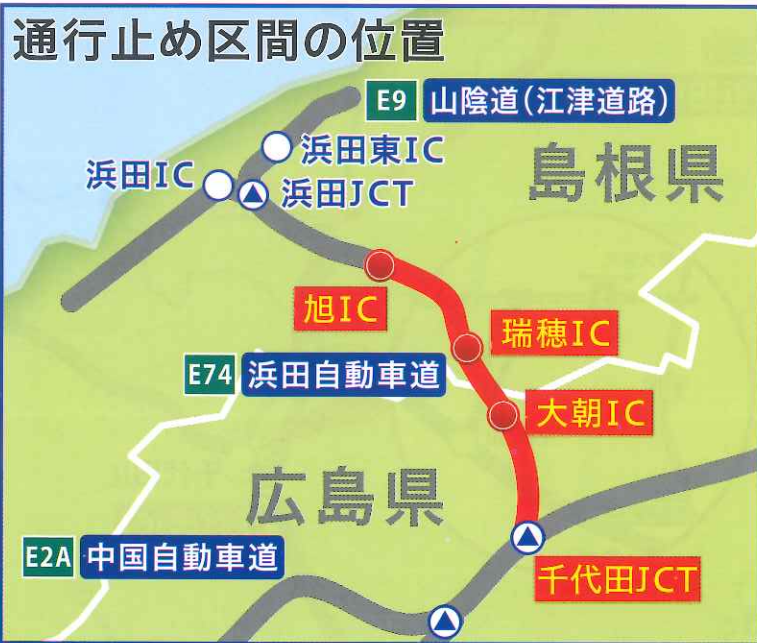 通行止め区間の位置
E9 山陰道(江津道路)
浜田東IC
浜田IC
浜田JCT
島根県
旭IC
瑞穂IC
E74 浜田自動車道
大朝IC
広島県
E2A 中国自動車道
千代田JCT